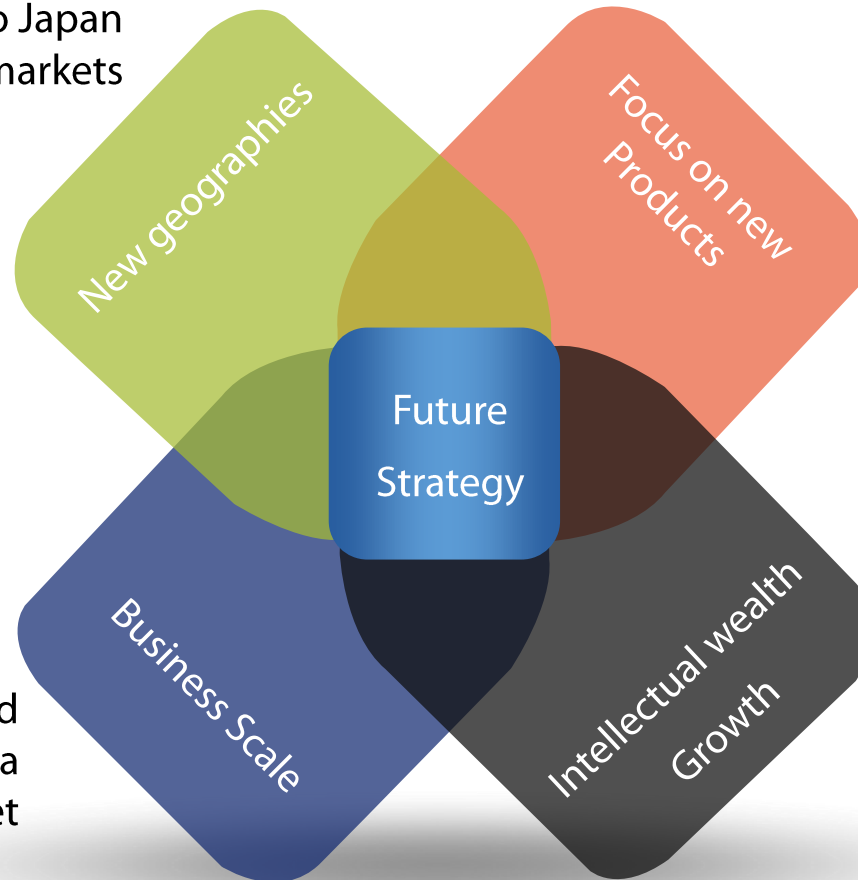 Japan
markets
New geographies
Focus on new
Products
Future
Strategy
Business Scale
Intellectual wealth
Growth
a